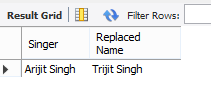 Result Grid Filter Rows:
Singer Replaced Name
Arijit Singh Trijit Singh